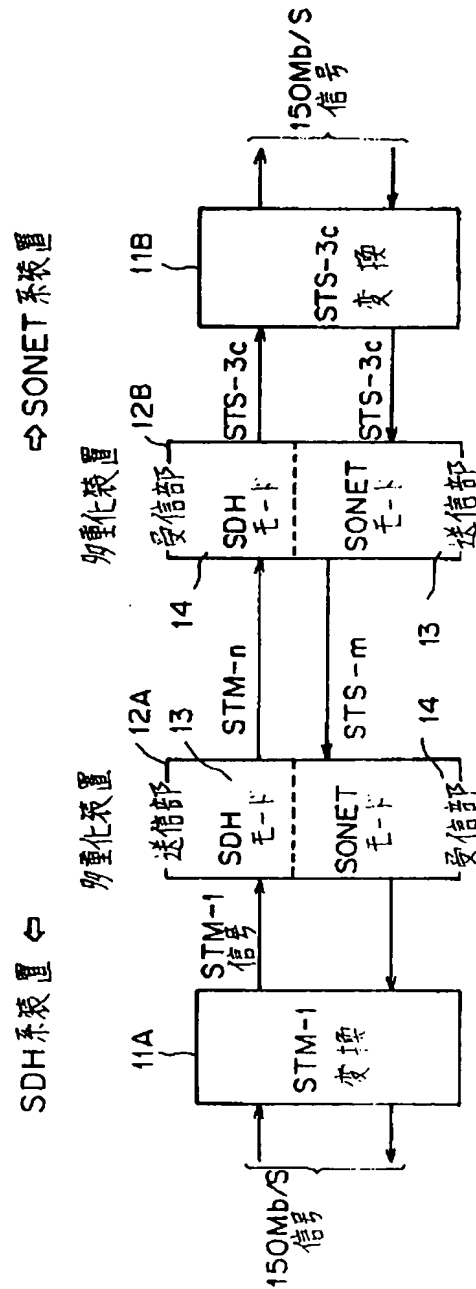 SDH系装置 ⇦
⇨ SONET系装置
150Mb/S
信号
11A
STM-1
変換
STM-1
信号
多重化装置
12A
送信部
13
SDH
モード
SONET
モード
14
受信部
STM-n
STS-m
多重化装置
12B
受信部
14
SDH
モード
SONET
モード
13
送信部
STS-3c
STS-3c
11B
STS-3c
変換
150Mb/S
信号